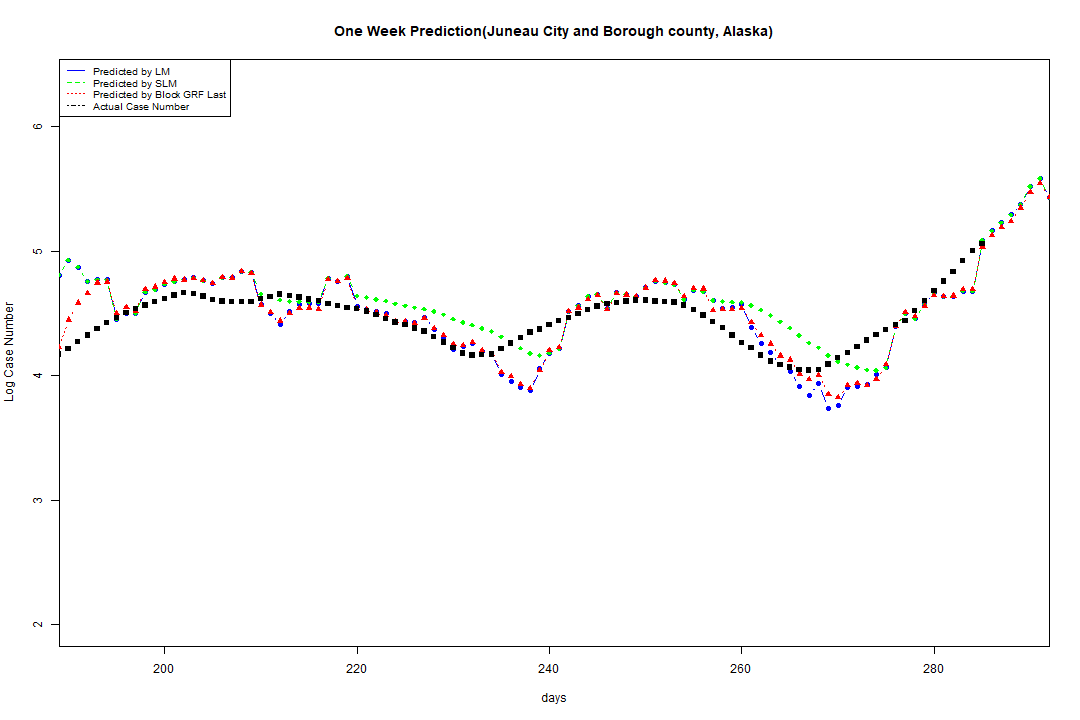 One Week Prediction(Juneau City and Borough county, Alaska)
Predicted by LM
Predicted by SLM
Predicted by Block GRF Last
Actual Case Number
Log Case Number
6
5
4
3
2
200 220 240 260 280
days